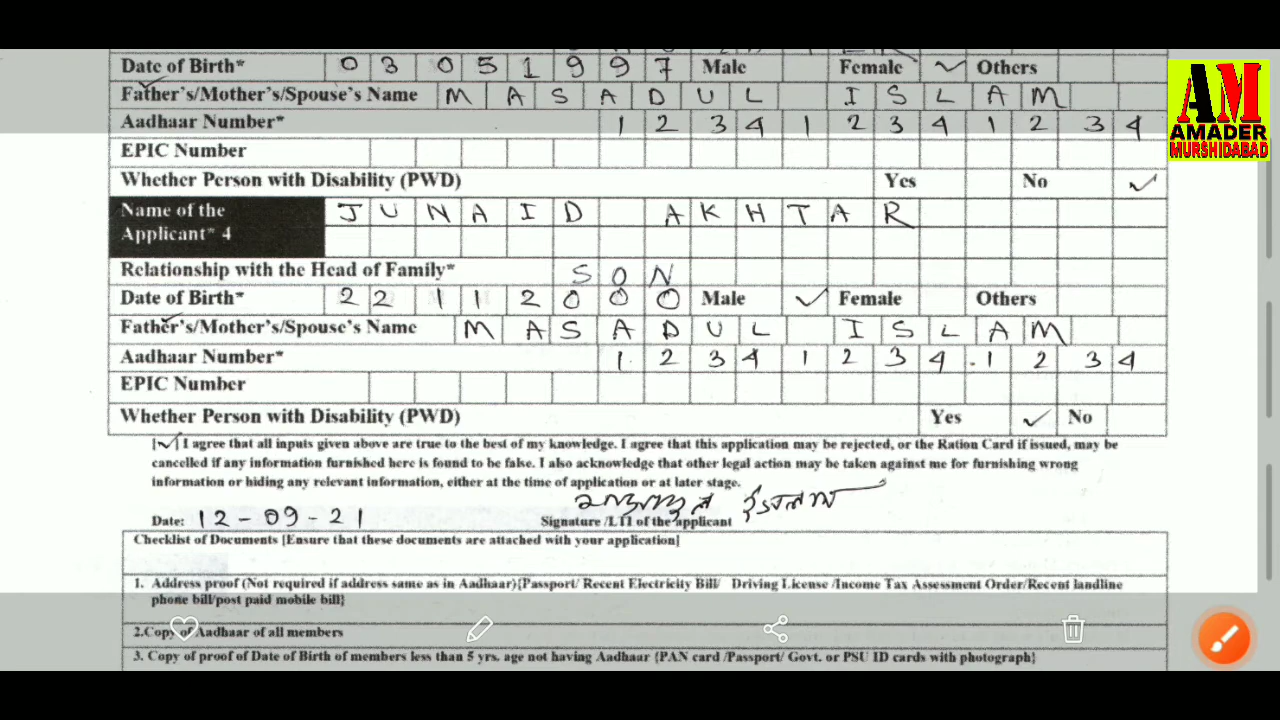 Date of Birth* 0 3 0 5 1 9 9 7 Male Female ✓ Others
Father's/Mother's/Spouse's Name M A S A D U L I S L A M
Aadhaar Number* 1 2 3 4 1 2 3 4 1 2 3 4
EPIC Number
Whether Person with Disability (PWD) Yes No ✓
Name of the J U N A I D A K H T A R
Applicant* 4
Relationship with the Head of Family* S O N
Date of Birth* 2 2 1 1 2 0 0 0 Male ✓ Female Others
Father's/Mother's/Spouse's Name M A S A D U L I S L A M
Aadhaar Number* 1 2 3 4 1 2 3 4 1 2 3 4
EPIC Number
Whether Person with Disability (PWD) Yes ✓ No
[✓] I agree that all inputs given above are true to the best of my knowledge. I agree that this application may be rejected, or the Ration Card if issued, may be
cancelled if any information furnished here is found to be false. I also acknowledge that other legal action may be taken against me for furnishing wrong
information or hiding any relevant information, either at the time of application or at later stage.
ইসলাম
Date: 12-09-21 Signature /LTI of the applicant
Checklist of Documents [Ensure that these documents are attached with your application]
1. Address proof (Not required if address same as in Aadhaar){Passport/ Recent Electricity Bill/ Driving License /Income Tax Assessment Order/Recent landline
phone bill/post paid mobile bill}
2.Copy of Aadhaar of all members
3. Copy of proof of Date of Birth of members less than 5 yrs. age not having Aadhaar {PAN card /Passport/ Govt. or PSU ID cards with photograph}
AM
AMADER
MURSHIDABAD